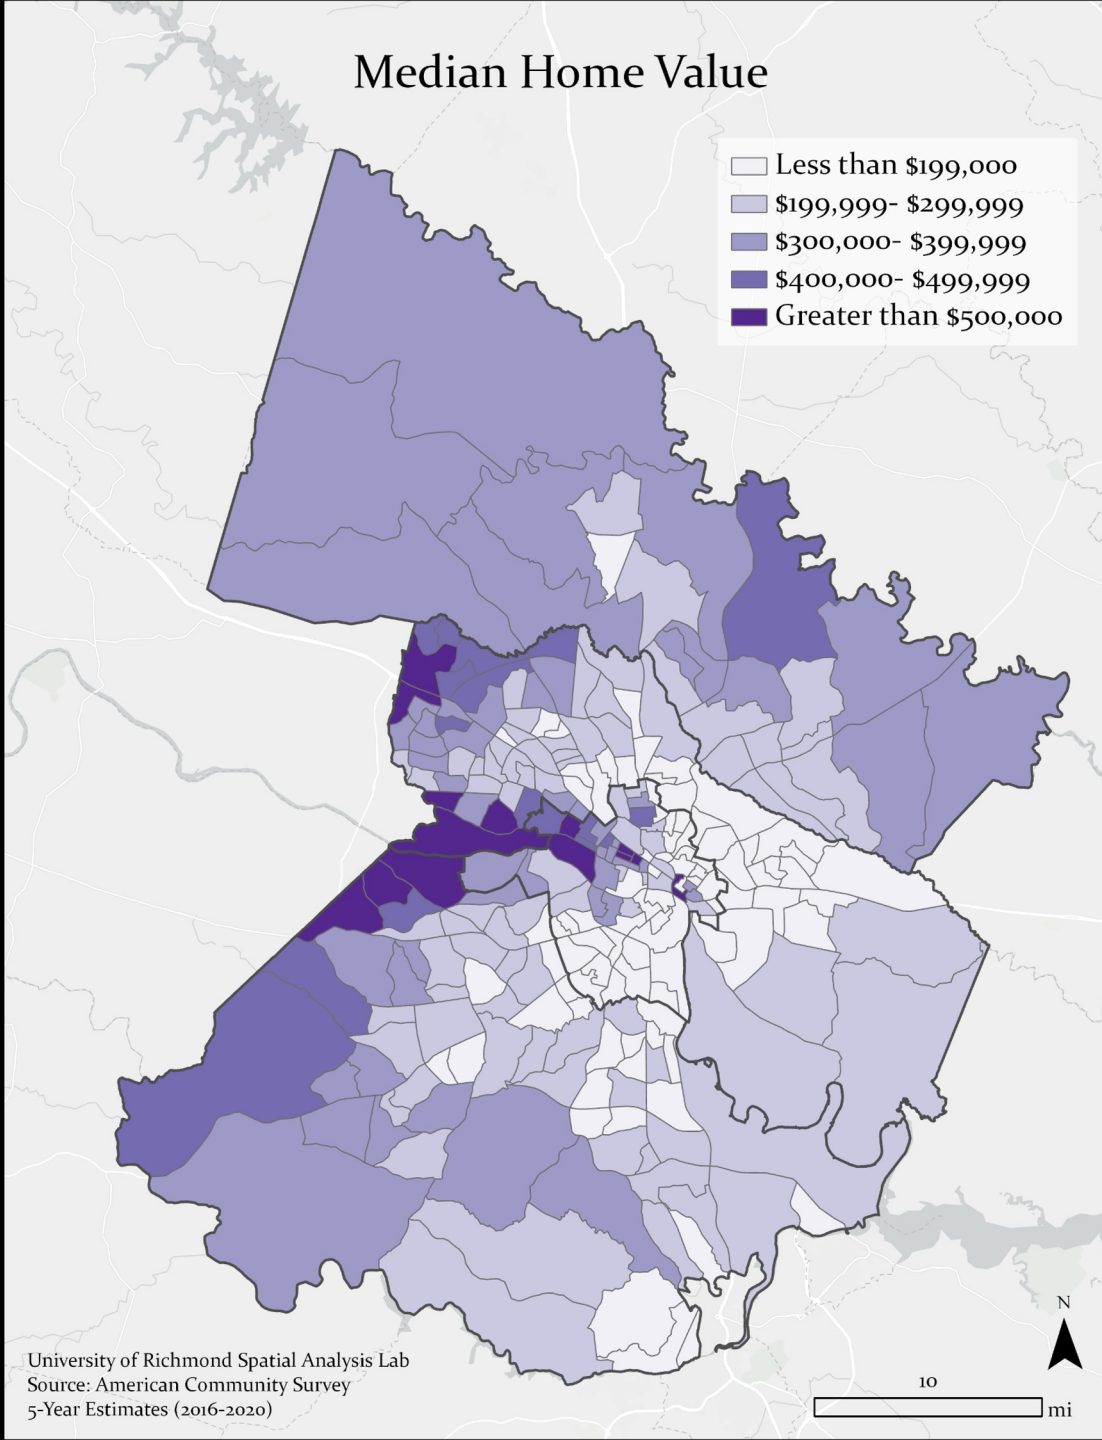 Median Home Value
Less than $199,000
$199,999- $299,999
$300,000- $399,999
$400,000- $499,999
Greater than $500,000
University of Richmond Spatial Analysis Lab
Source: American Community Survey
5-Year Estimates (2016-2020)
N
10
mi